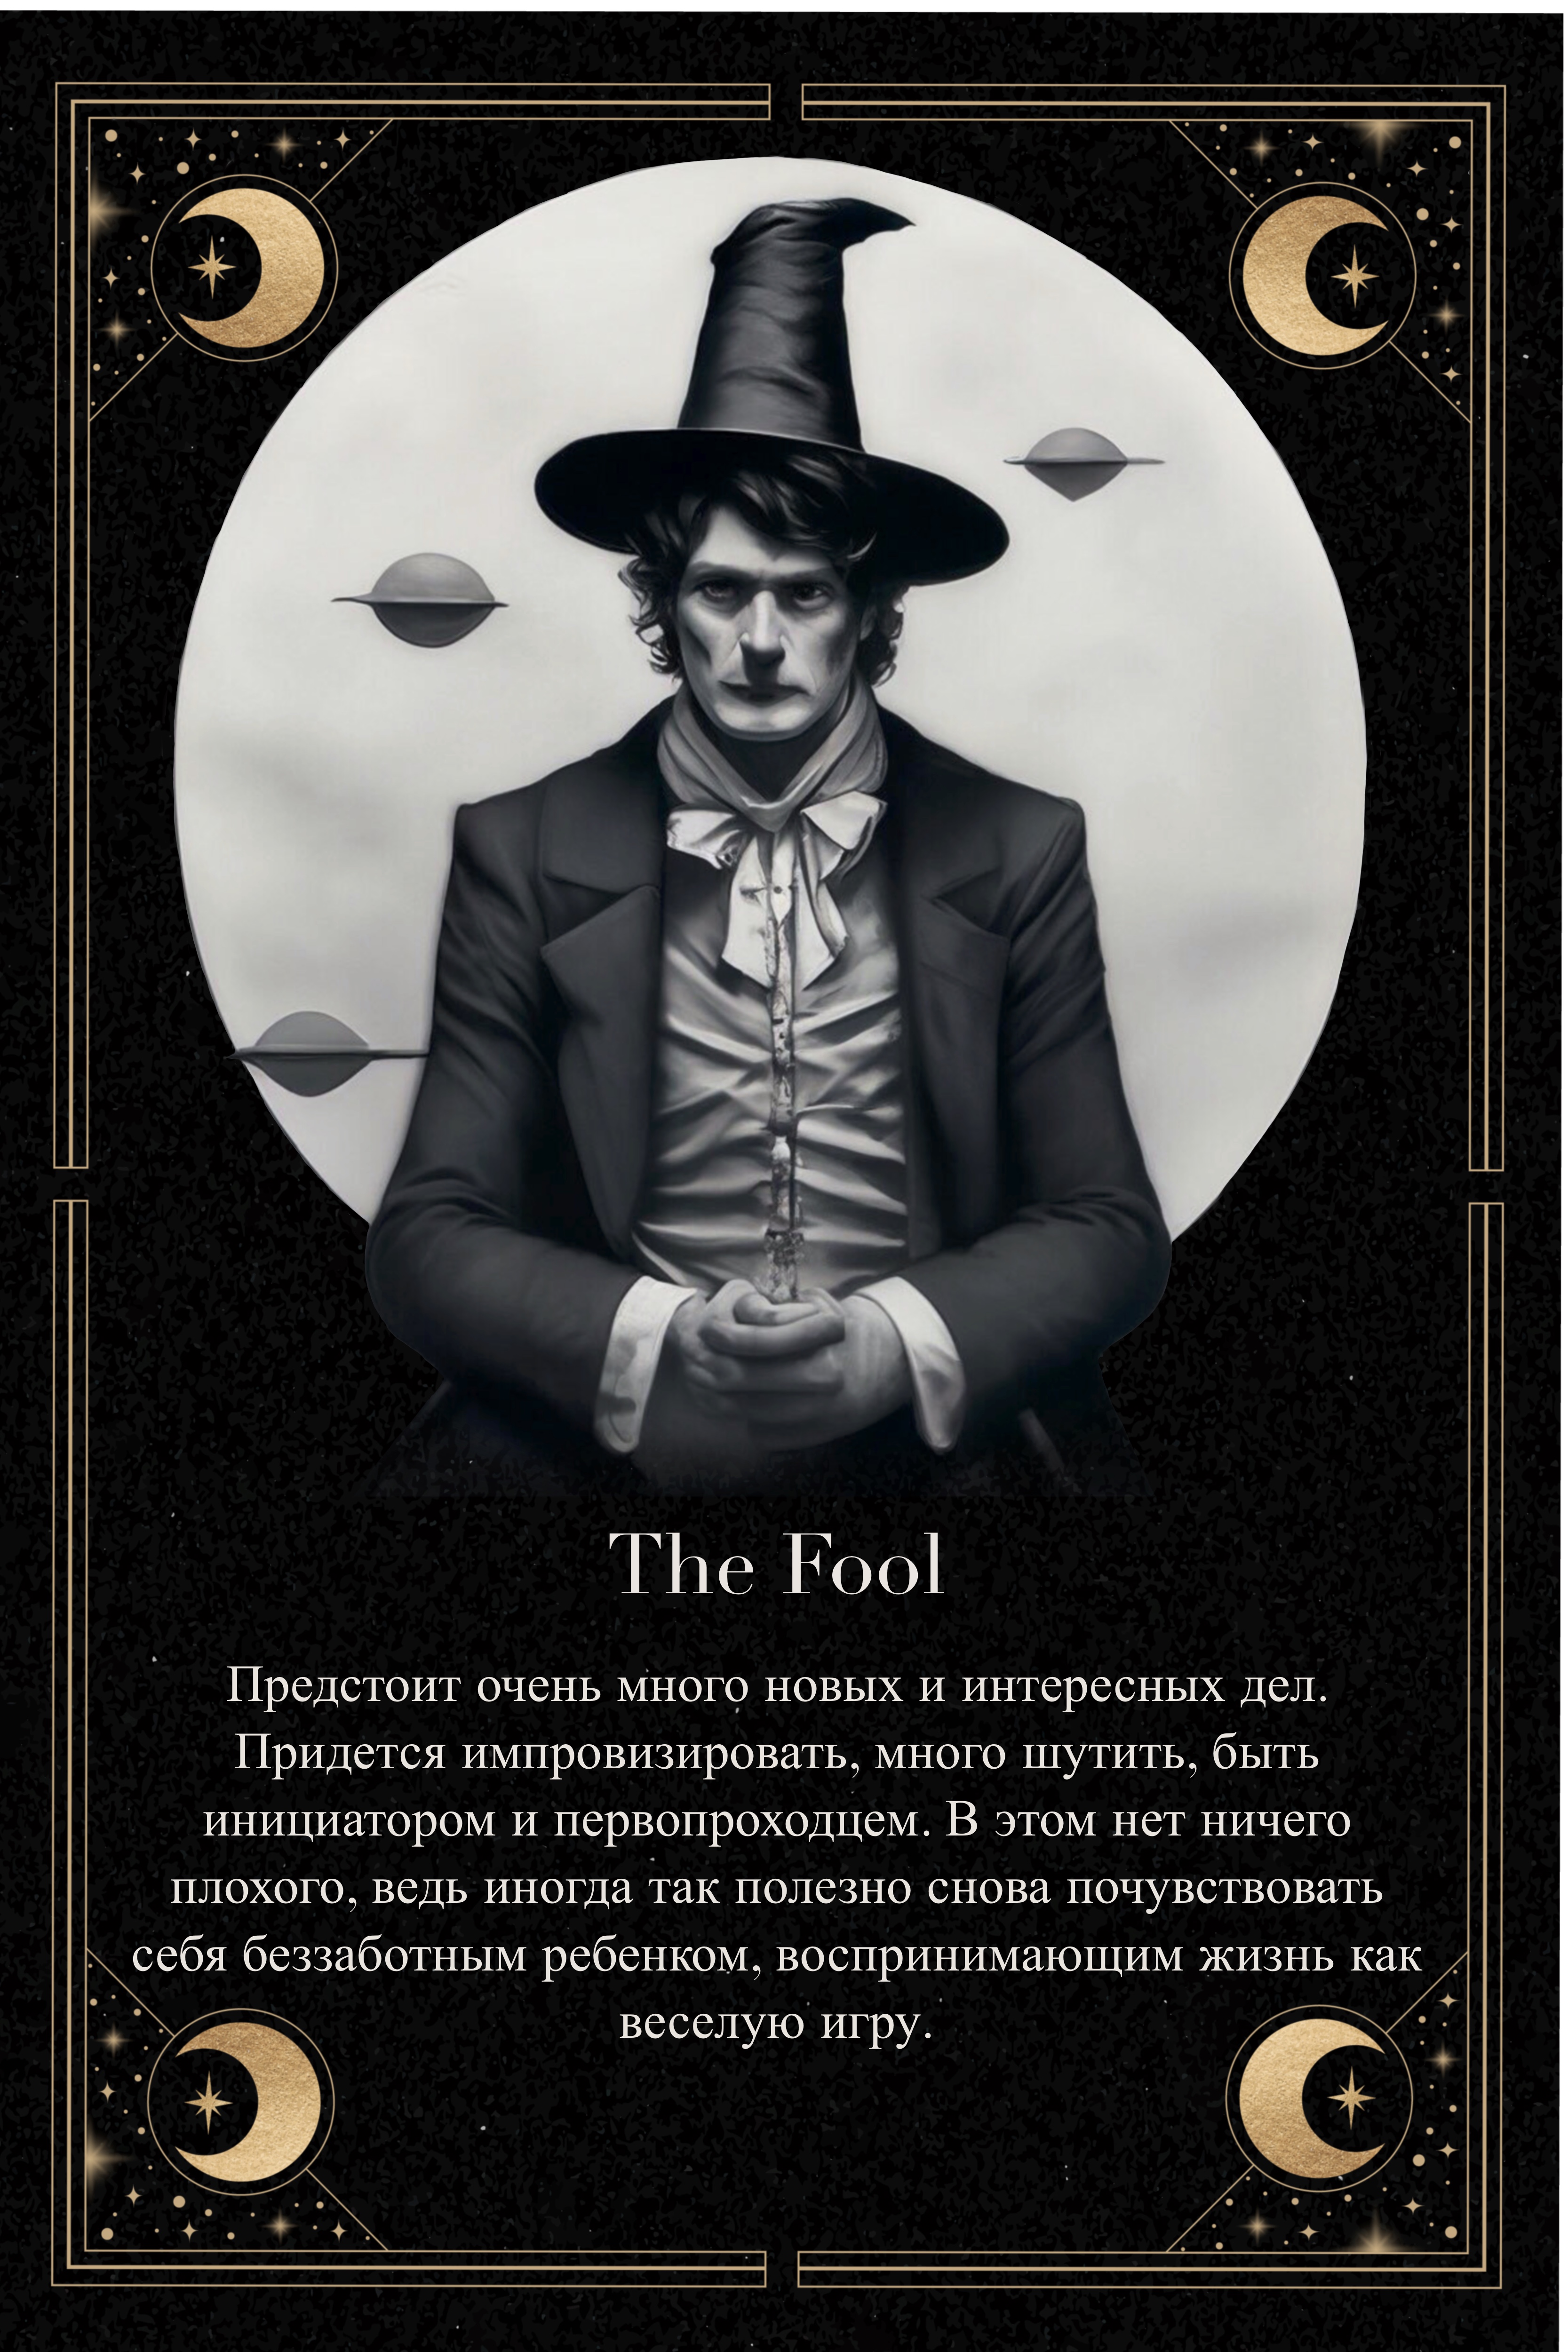 The Fool
Предстоит очень много новых и интересных дел.
Придется импровизировать, много шутить, быть
инициатором и первопроходцем. В этом нет ничего
плохого, ведь иногда так полезно снова почувствовать
себя беззаботным ребенком, воспринимающим жизнь как
веселую игру.